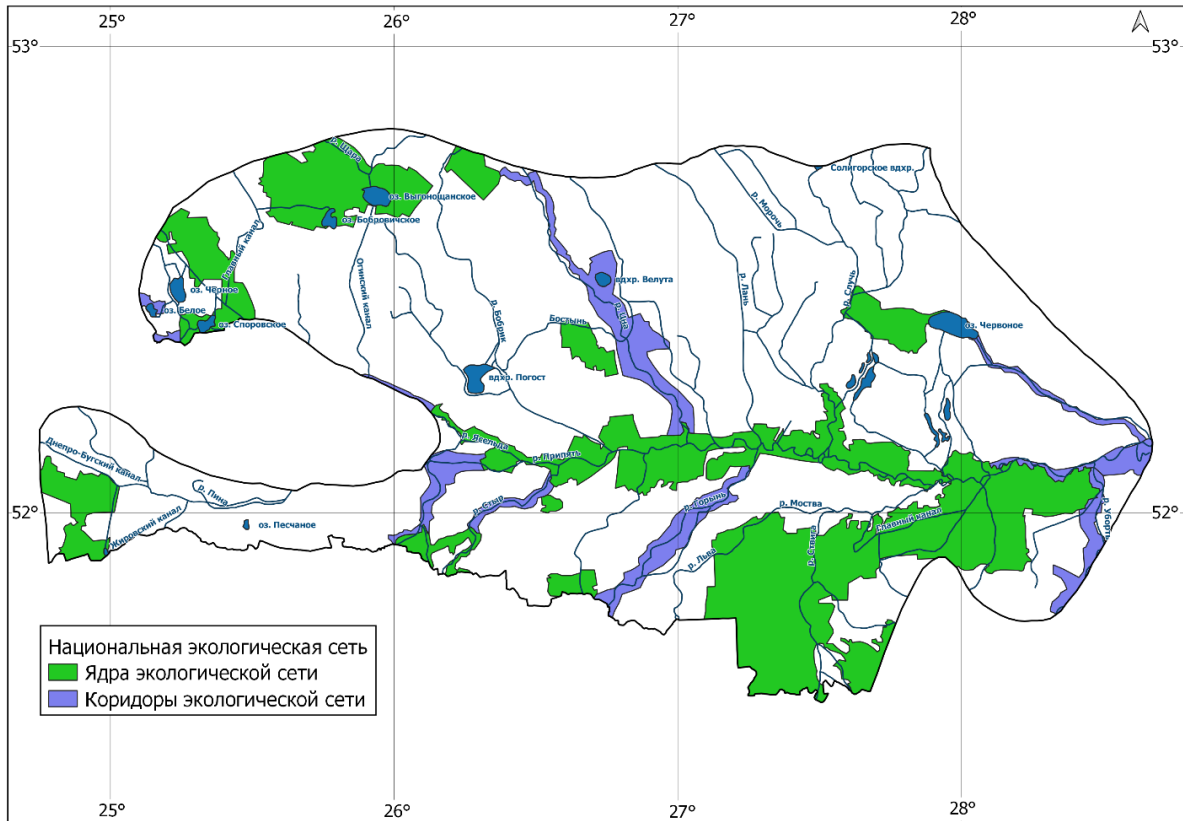 25°
26°
27°
28°
53°
53°
р. Щара
Солигорское вдхр.
оз. Выгонощанское
р. Морочь
оз. Бобровичское
Главный канал
Огинский канал
вдхр. Велута
р. Лань
р. Случь
оз. Чёрное
р. Бобрик
р. Цна
оз. Белое
оз. Споровское
Бостынь
оз. Червоное
вдхр. Погост
р. Ясельда
Днепро-Бугский канал
р. Припять
р. Пина
р. Стыр
р. Горынь
р. Моства
р. Уборть
52°
52°
оз. Песчаное
Жировский канал
Главный канал
р. Льва
р. Ствига
Национальная экологическая сеть
Ядра экологической сети
Коридоры экологической сети
25°
26°
27°
28°